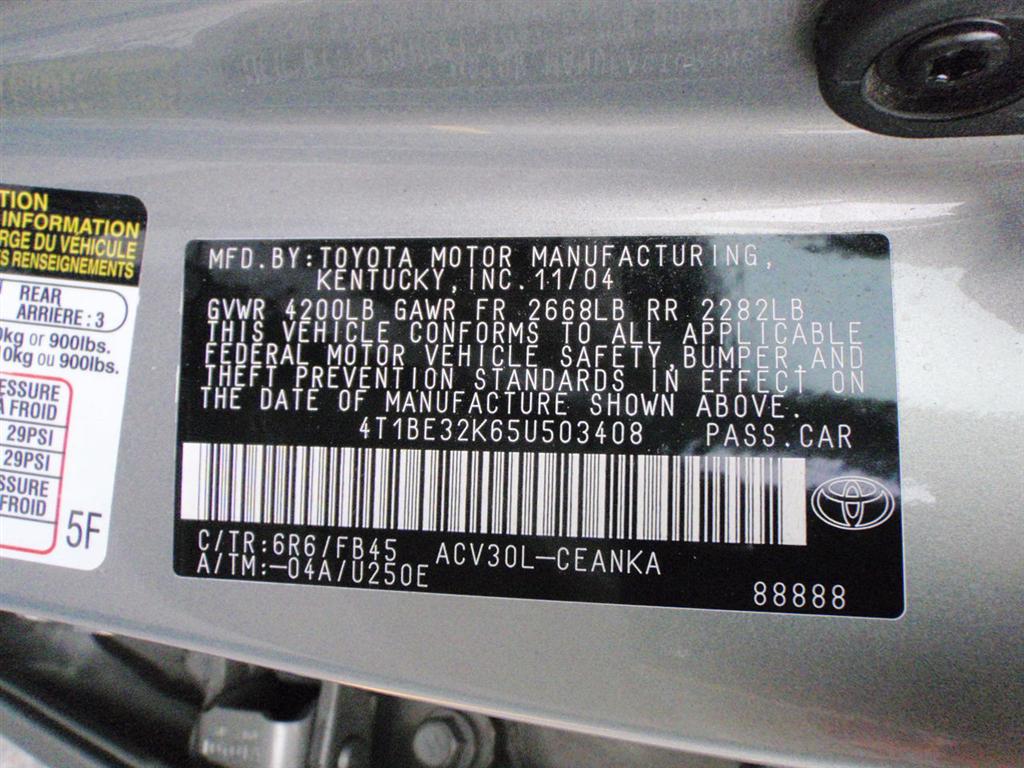 TION
INFORMATION
RGE DU VÉHICULE
ES RENSEIGNEMENTS
REAR
ARRIÈRE : 3
0kg or 900lbs.
10kg ou 900lbs.
ESSURE
À FROID
29PSI
29PSI
SSURE
FROID
5F
MFD.BY:TOYOTA MOTOR MANUFACTURING,
KENTUCKY,INC.11/04
GVWR 4200LB GAWR FR 2668LB RR 2282LB
THIS VEHICLE CONFORMS TO ALL APPLICABLE
FEDERAL MOTOR VEHICLE SAFETY,BUMPER,AND
THEFT PREVENTION STANDARDS IN EFFECT ON
THE DATE OF MANUFACTURE SHOWN ABOVE.
4T1BE32K65U503408 PASS.CAR
C/TR:6R6/FB45 ACV30L-CEANKA
A/TM:-04A/U250E
88888